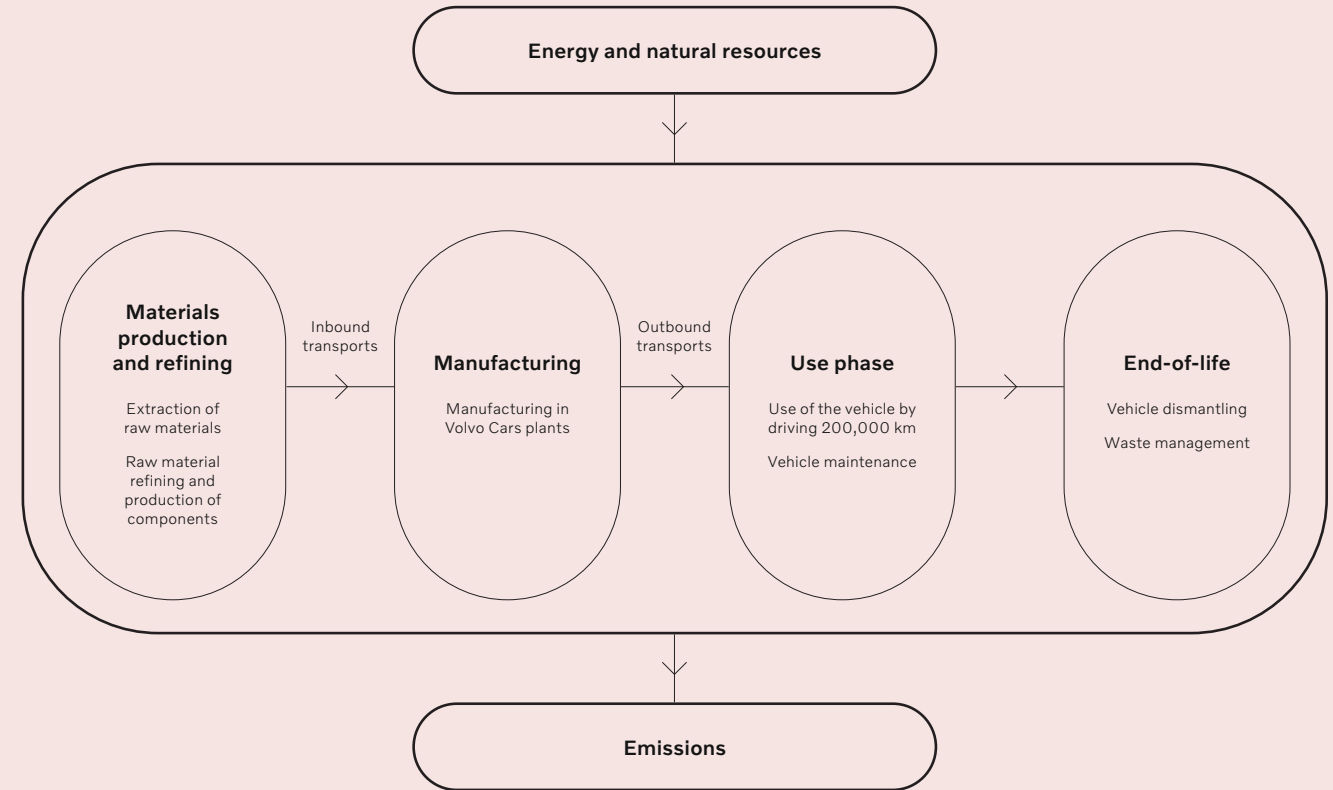 Energy and natural resources
Materials
production
and refining
Extraction of
raw materials
Raw material
refining and
production of
components
Inbound
transports
Manufacturing
Manufacturing in
Volvo Cars plants
Outbound
transports
Use phase
Use of the vehicle by
driving 200,000 km
Vehicle maintenance
End-of-life
Vehicle dismantling
Waste management
Emissions